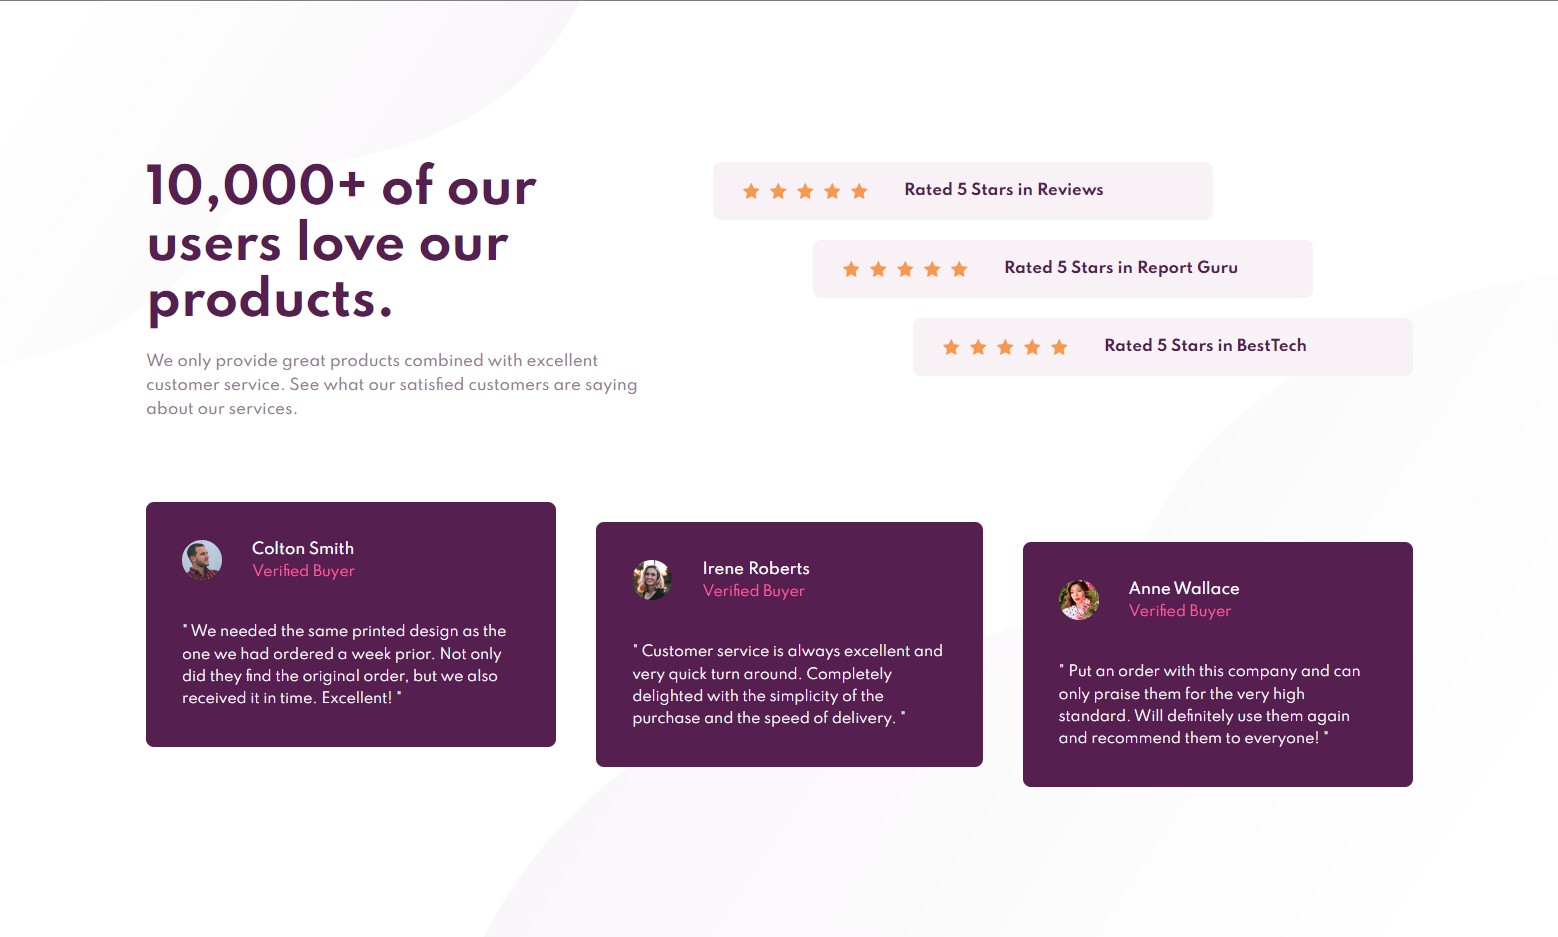 10,000+ of our
users love our
products.
We only provide great products combined with excellent
customer service. See what our satisfied customers are saying
about our services.
Rated 5 Stars in Reviews
Rated 5 Stars in Report Guru
Rated 5 Stars in BestTech
Colton Smith
Verified Buyer
" We needed the same printed design as the
one we had ordered a week prior. Not only
did they find the original order, but we also
received it in time. Excellent! "
Irene Roberts
Verified Buyer
" Customer service is always excellent and
very quick turn around. Completely
delighted with the simplicity of the
purchase and the speed of delivery. "
Anne Wallace
Verified Buyer
" Put an order with this company and can
only praise them for the very high
standard. Will definitely use them again
and recommend them to everyone! "